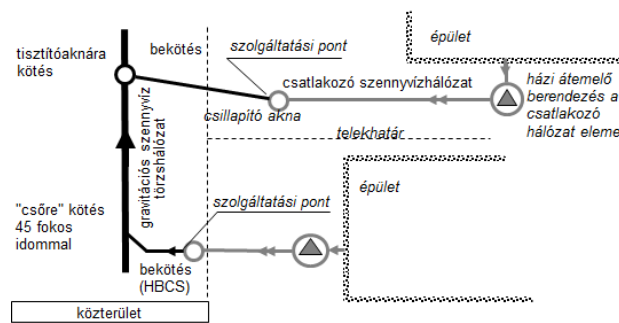 tisztítóaknára
kötés
bekötés
szolgáltatási pont
épület
csatlakozó szennyvízhálózat
csillapító akna
házi átemelő
berendezés a
csatlakozó
hálózat eleme
telekhatár
gravitációs szennyvíz
törzshálózat
szolgáltatási pont
épület
"csőre" kötés
45 fokos
idommal
bekötés
(HBCS)
közterület